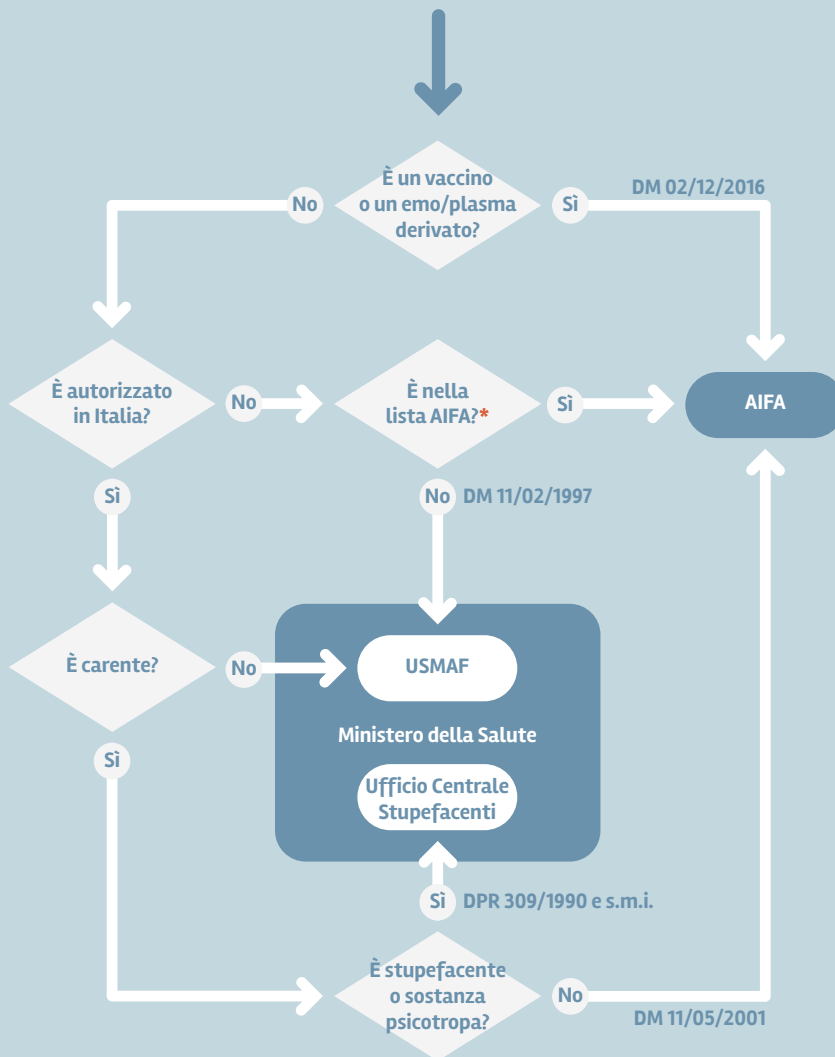 È un vaccino
o un emo/plasma
derivato?
No
Sì
DM 02/12/2016
È autorizzato
in Italia?
No
È nella
lista AIFA?*
Sì
AIFA
Sì
No
DM 11/02/1997
È carente?
No
USMAF
Ministero della Salute
Ufficio Centrale
Stupefacenti
Sì
Sì
DPR 309/1990 e s.m.i.
È stupefacente
o sostanza
psicotropa?
No
DM 11/05/2001